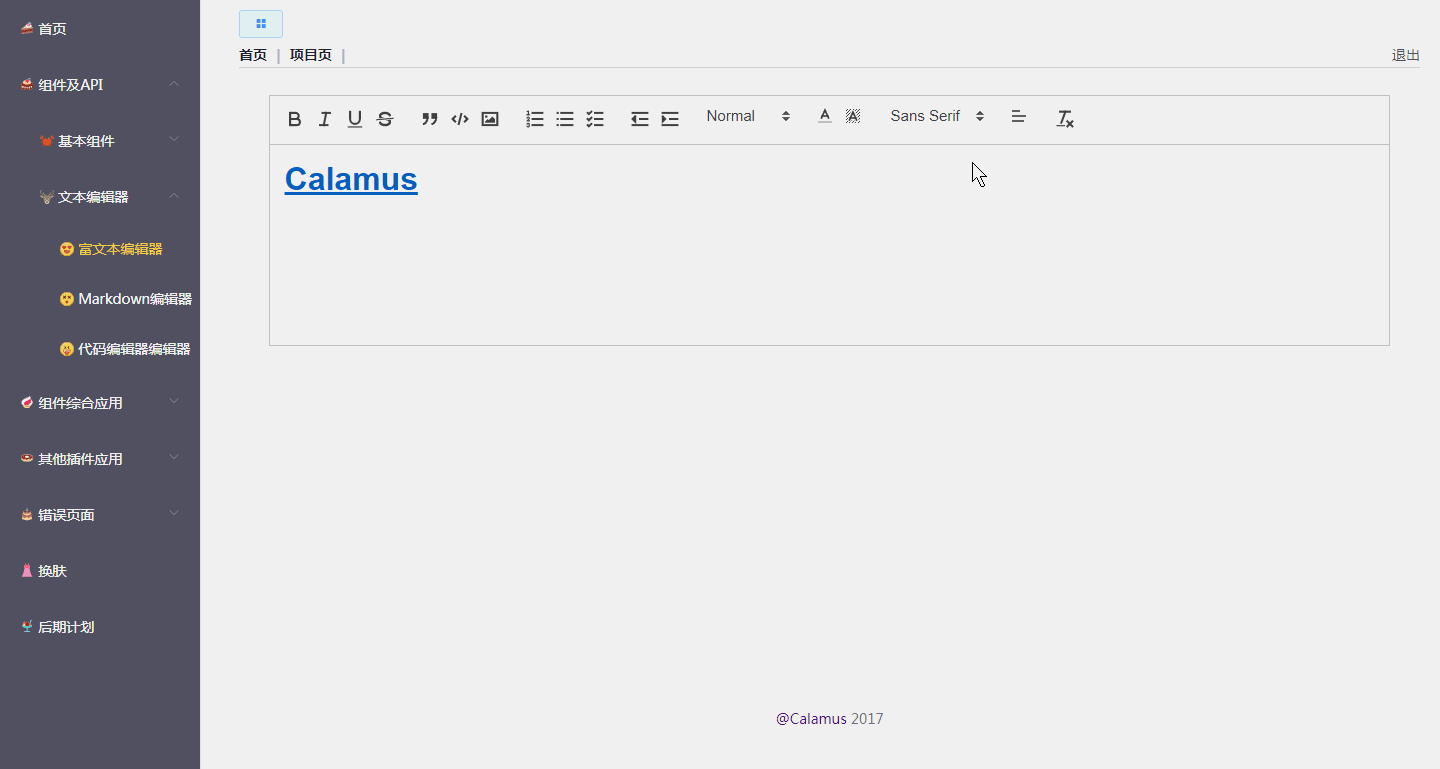 首页
组件及API
基本组件
文本编辑器
富文本编辑器
Markdown编辑器
代码编辑器编辑器
组件综合应用
其他插件应用
错误页面
换肤
后期计划
首页 | 项目页 |
退出
Normal
Sans Serif
Calamus
@Calamus 2017